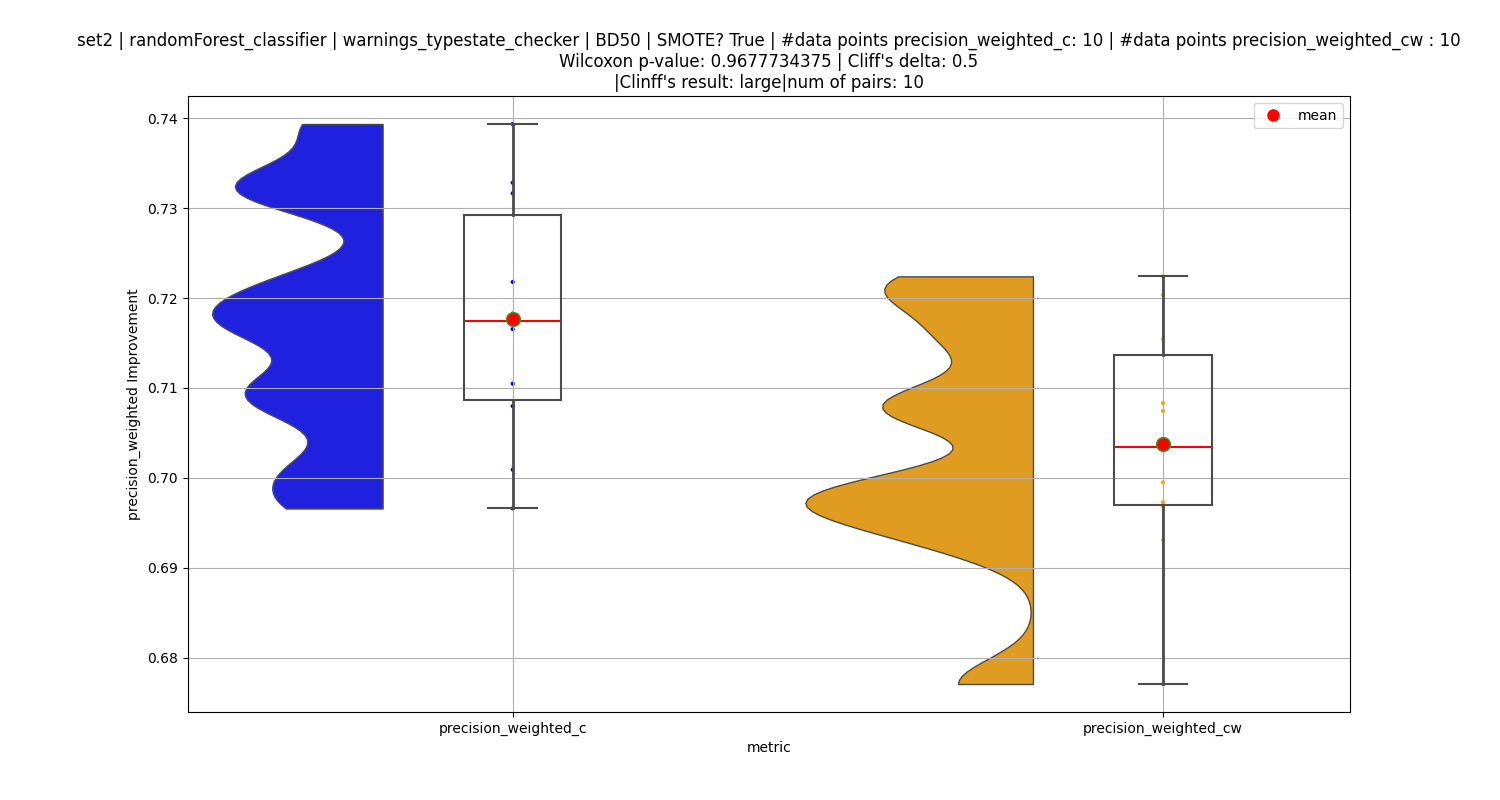 set2 | randomForest_classifier | warnings_typestate_checker | BD50 | SMOTE? True | #data points precision_weighted_c: 10 | #data points precision_weighted_cw : 10
Wilcoxon p-value: 0.9677734375 | Cliff's delta: 0.5
|Clinff's result: large|num of pairs: 10
mean
0.74
0.73
0.72
0.71
0.70
0.69
0.68
precision_weighted Improvement
precision_weighted_c
precision_weighted_cw
metric